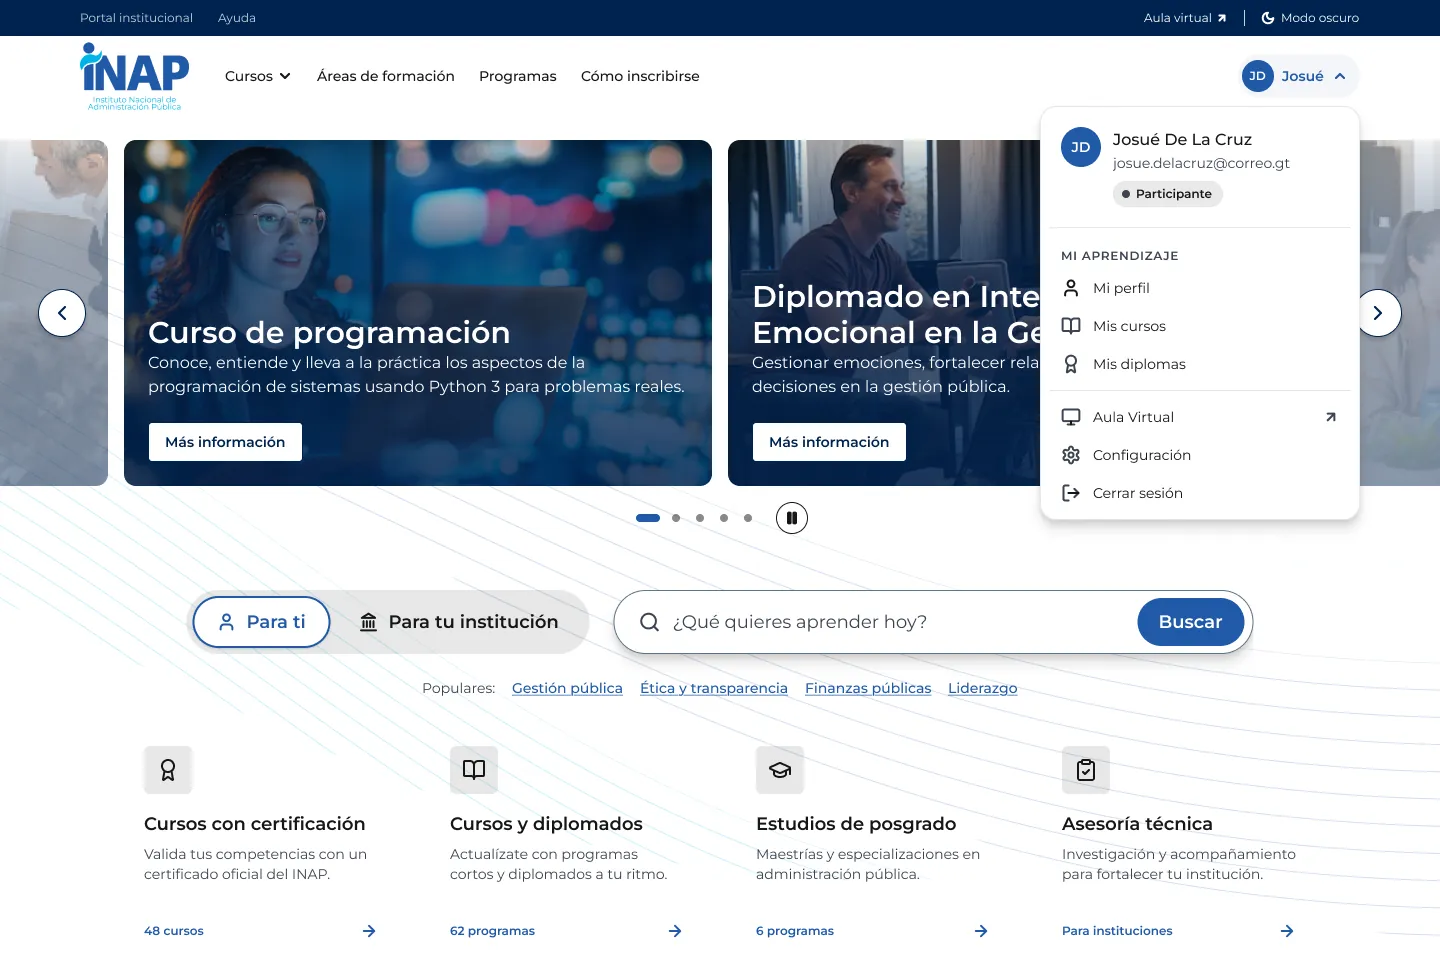 Portal institucional
Ayuda
Aula virtual
Modo oscuro
iNAP
Instituto Nacional de
Administración Pública
Cursos
Áreas de formación
Programas
Cómo inscribirse
JD
Josué
JD
Josué De La Cruz
josue.delacruz@correo.gt
Participante
MI APRENDIZAJE
Mi perfil
Mis cursos
Mis diplomas
Aula Virtual
Configuración
Cerrar sesión
Curso de programación
Conoce, entiende y lleva a la práctica los aspectos de la
programación de sistemas usando Python 3 para problemas reales.
Más información
Diplomado en Inte
Emocional en la Ge
Gestionar emociones, fortalecer rela
decisiones en la gestión pública.
Más información
Para ti
Para tu institución
¿Qué quieres aprender hoy?
Buscar
Populares:
Gestión pública
Ética y transparencia
Finanzas públicas
Liderazgo
Cursos con certificación
Valida tus competencias con un
certificado oficial del INAP.
48 cursos
Cursos y diplomados
Actualízate con programas
cortos y diplomados a tu ritmo.
62 programas
Estudios de posgrado
Maestrías y especializaciones en
administración pública.
6 programas
Asesoría técnica
Investigación y acompañamiento
para fortalecer tu institución.
Para instituciones